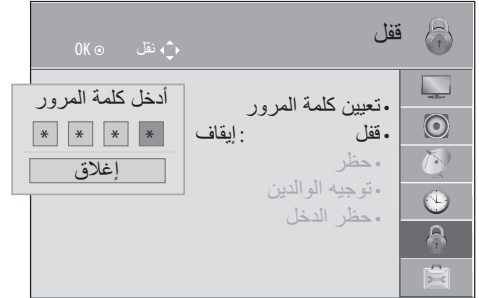 قفل
نقل OK
تعيين كلمة المرور
قفل : إيقاف
حظر
توجيه الوالدين
حظر الدخل
أدخل كلمة المرور
* * * *
إغلاق